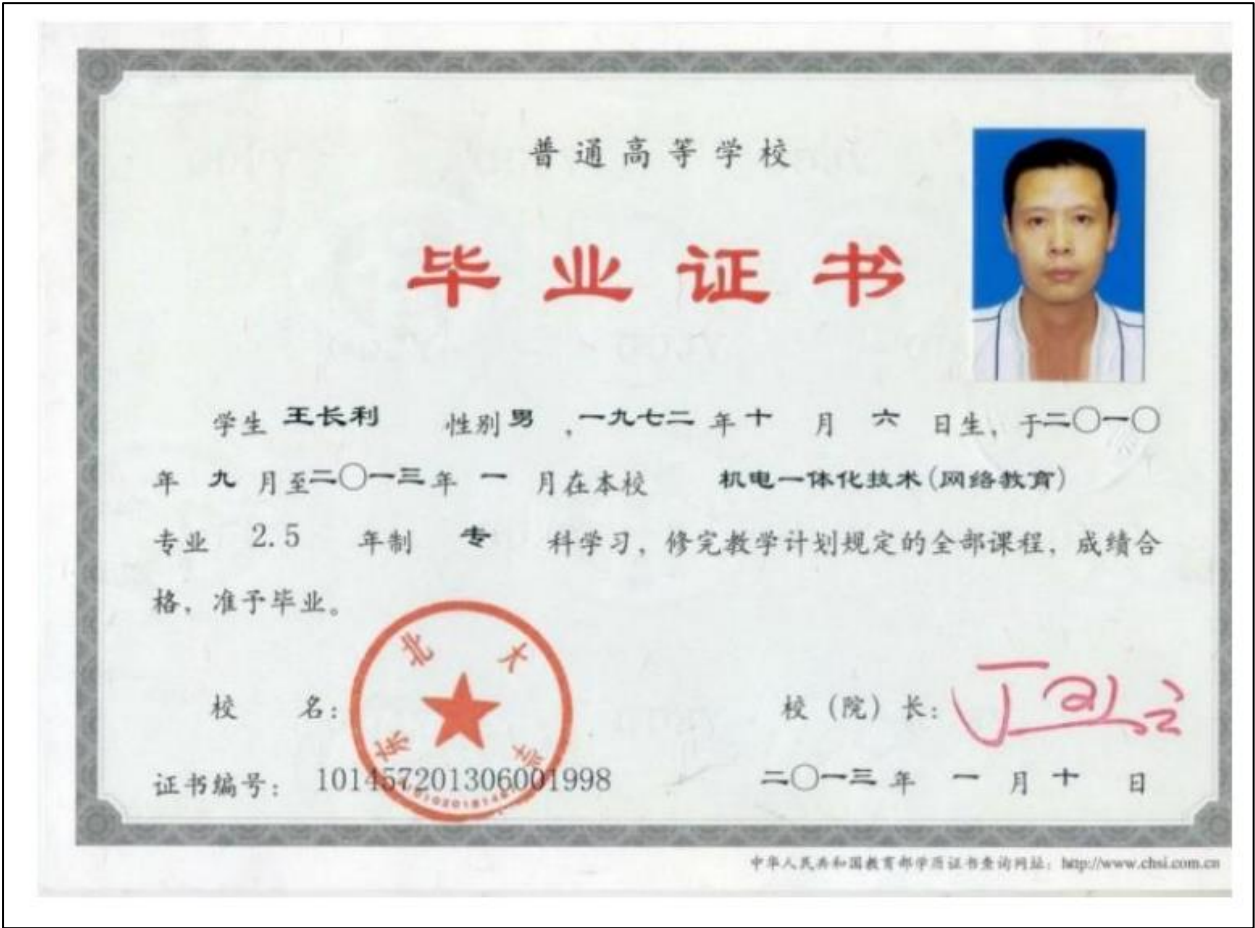 普通高等学校
毕业证书
学生 王长利 性别 男 ,一九七二 年 十 月 六 日生, 于二〇一〇
年 九 月至二〇一三年 一 月在本校 机电一体化技术(网络教育)
专业 2.5 年制 专 科学习, 修完教学计划规定的全部课程, 成绩合
格, 准予毕业。
东北大学
校 名: 校 (院) 长:
证书编号: 101457201306001998 二〇一三 年 一 月 十 日
中华人民共和国教育部学历证书查询网址: http://www.chsi.com.cn